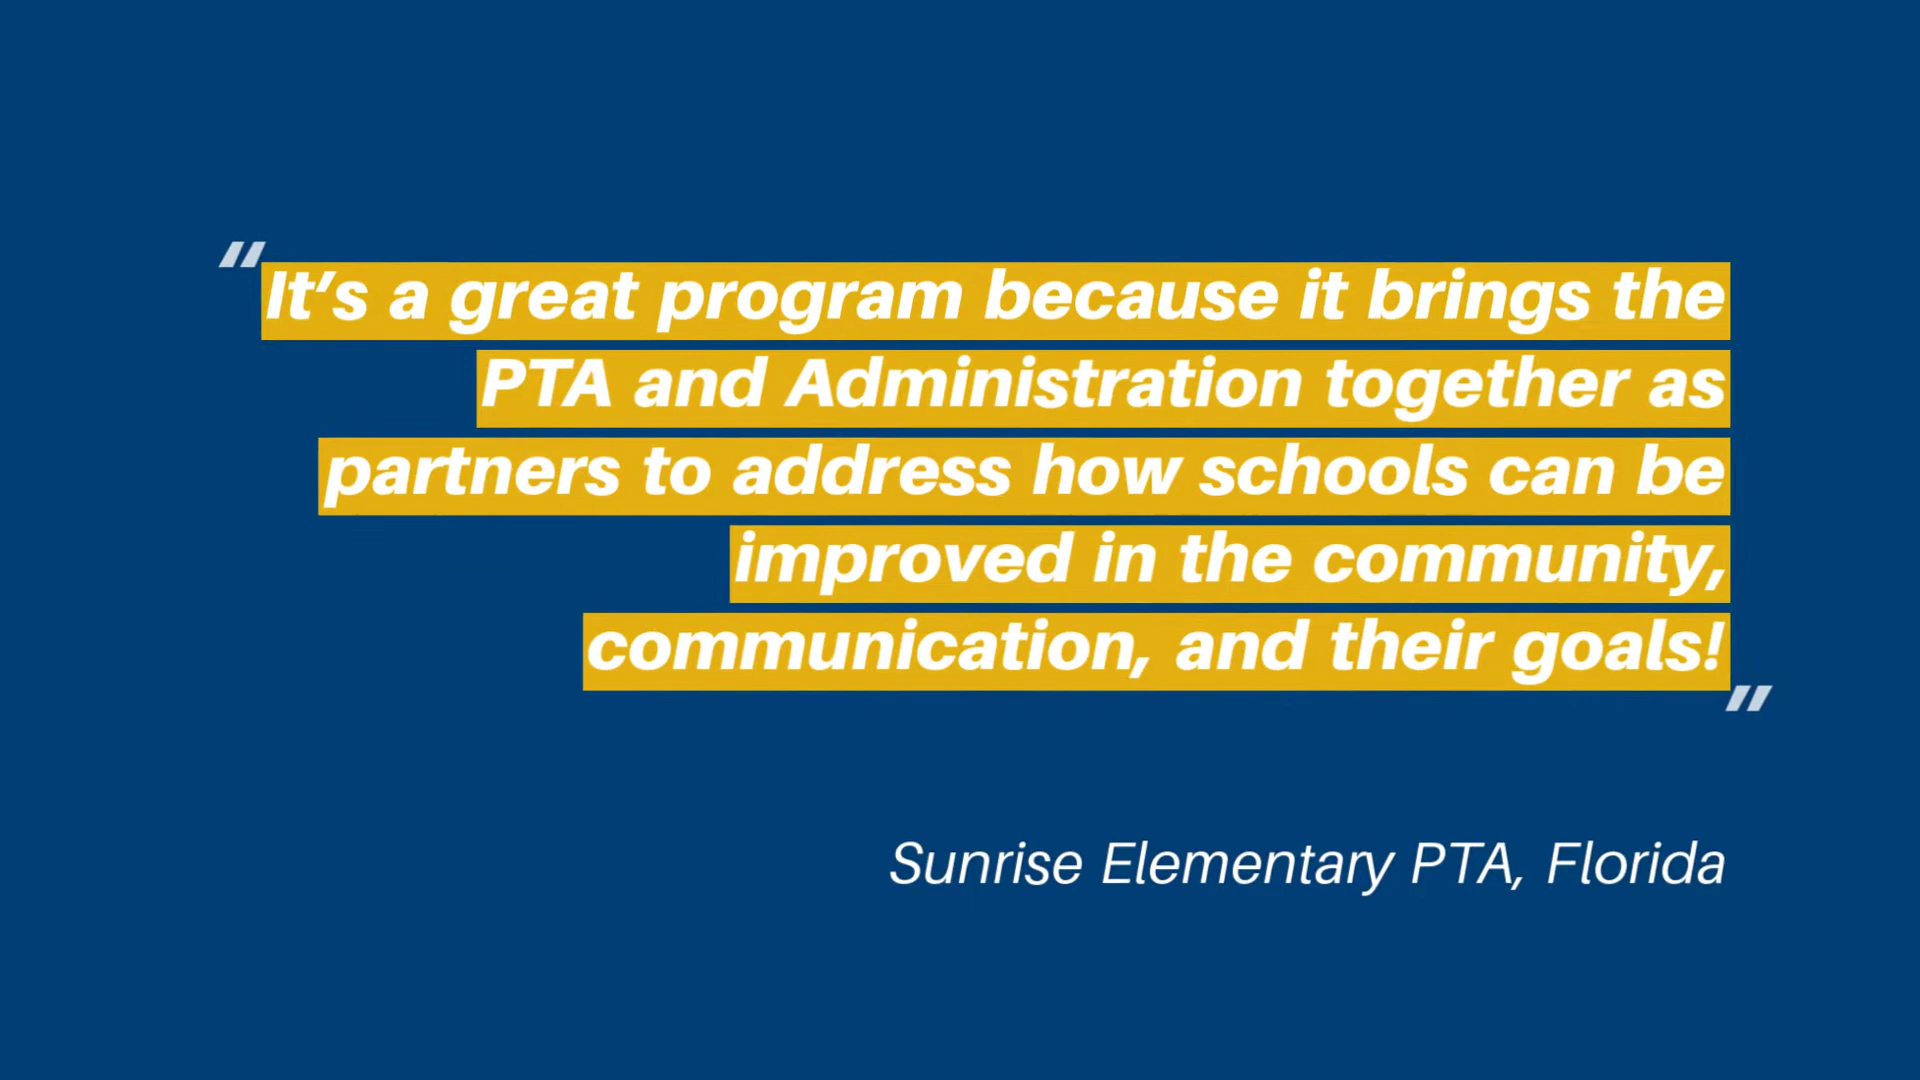 "It’s a great program because it brings the
PTA and Administration together as
partners to address how schools can be
improved in the community,
communication, and their goals!"
Sunrise Elementary PTA, Florida